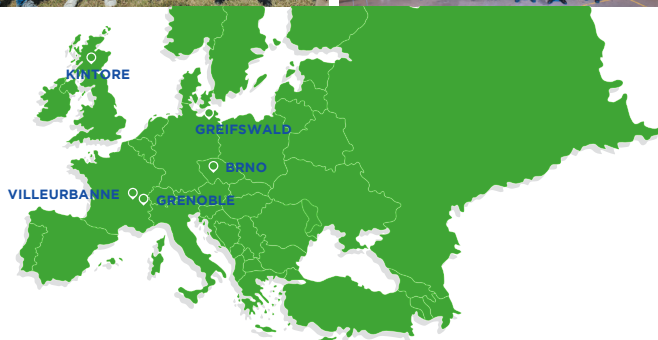 KINTORE
GREIFSWALD
BRNO
VILLEURBANNE
GRENOBLE